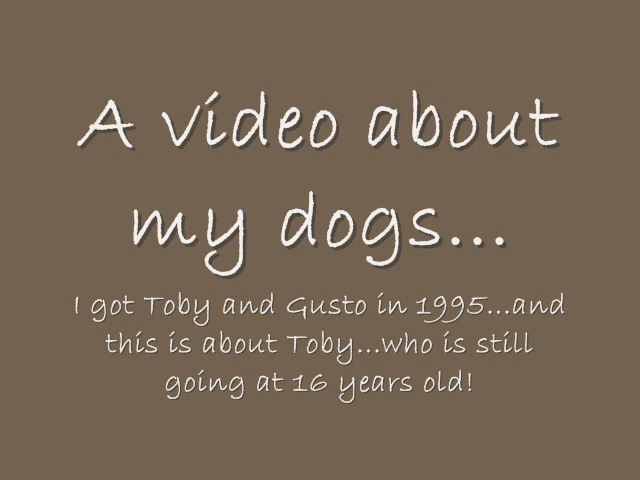 A video about
my dogs...
I got Toby and Gusto in 1995...and
this is about Toby...who is still
going at 16 years old!